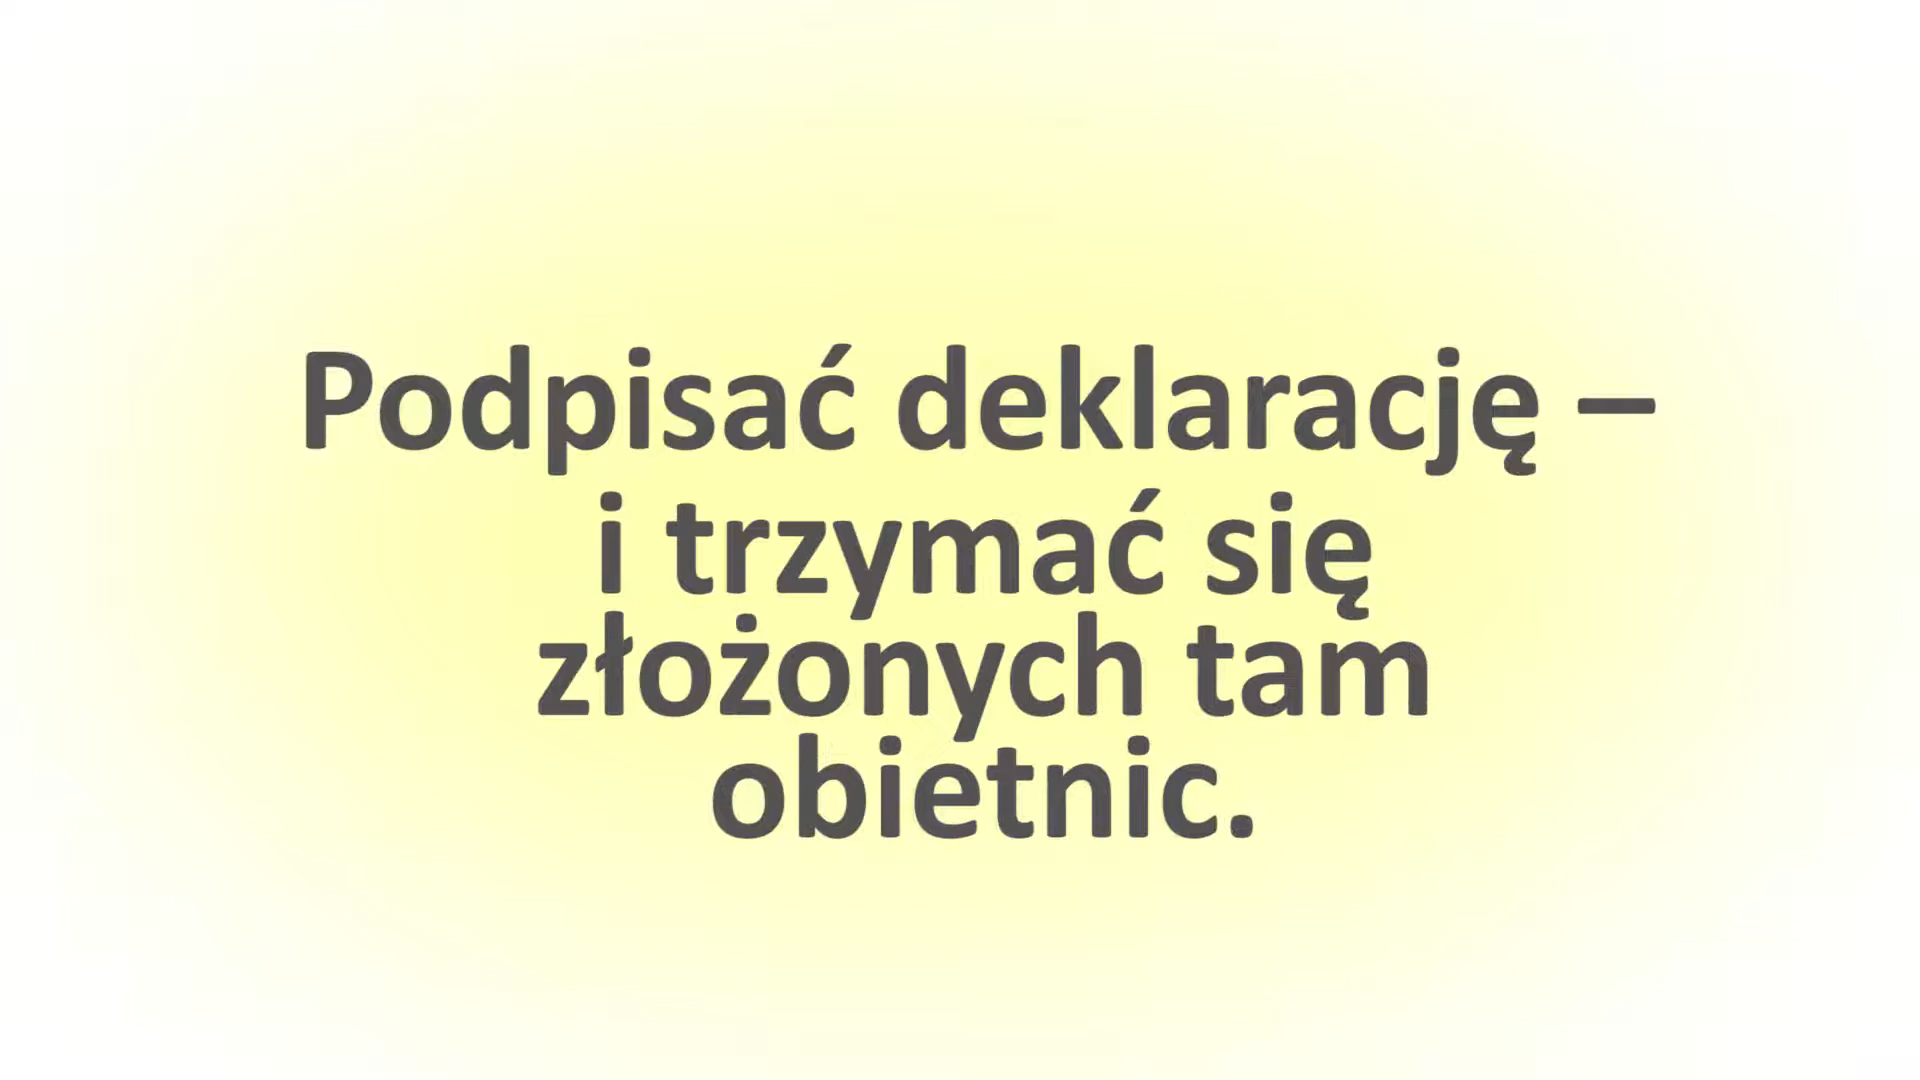 Podpisać deklarację –
i trzymać się
złożonych tam
obietnic.